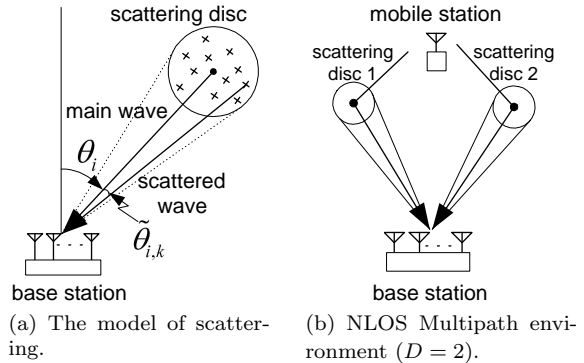 scattering disc
main wave
θi
scattered
wave
θ̃i,k
base station
(a) The model of scatter-
ing.
mobile station
scattering
disc 1
scattering
disc 2
base station
(b) NLOS Multipath envi-
ronment (D = 2).